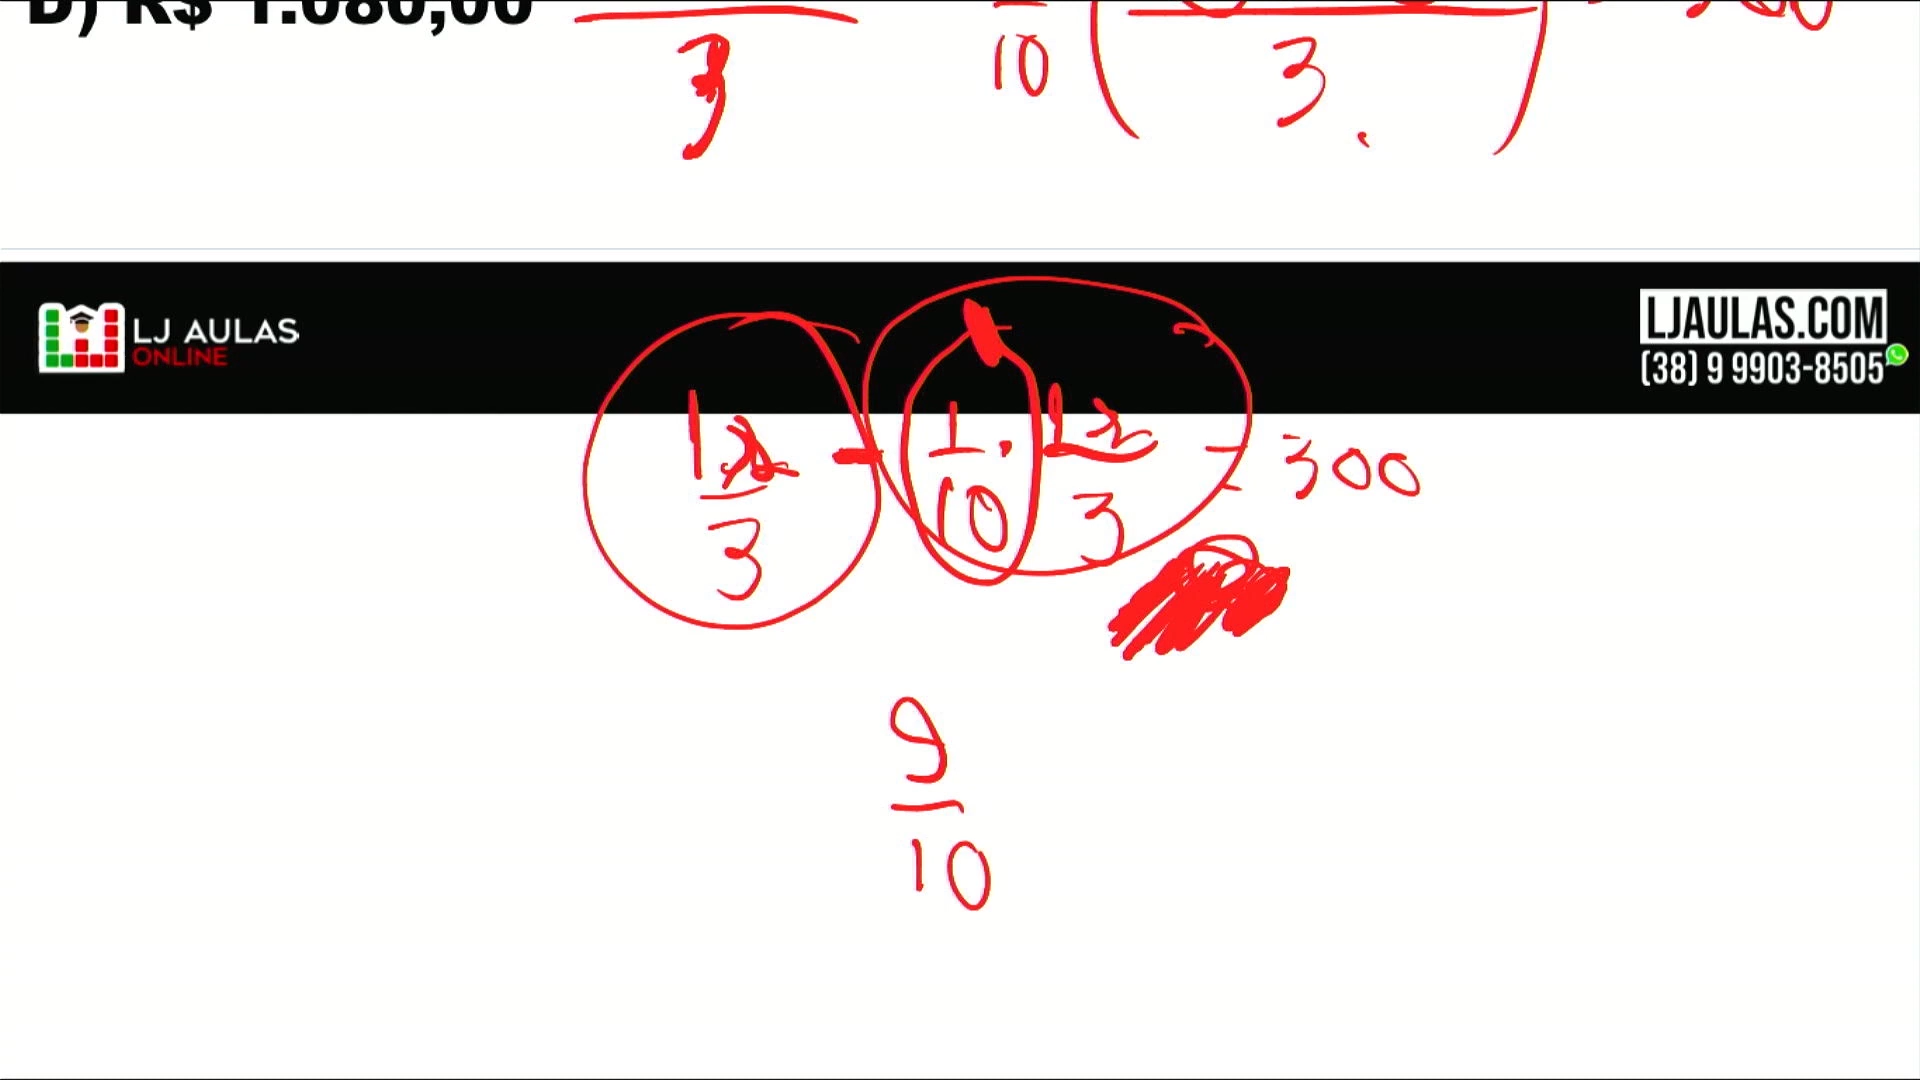 D) R$ 1.080,00
3 10 ( 3 )
LJ AULAS
ONLINE
LJAULAS.COM
(38) 9 9903-8505
1x/3 - 1/10 . 1x/3 = 300
9/10